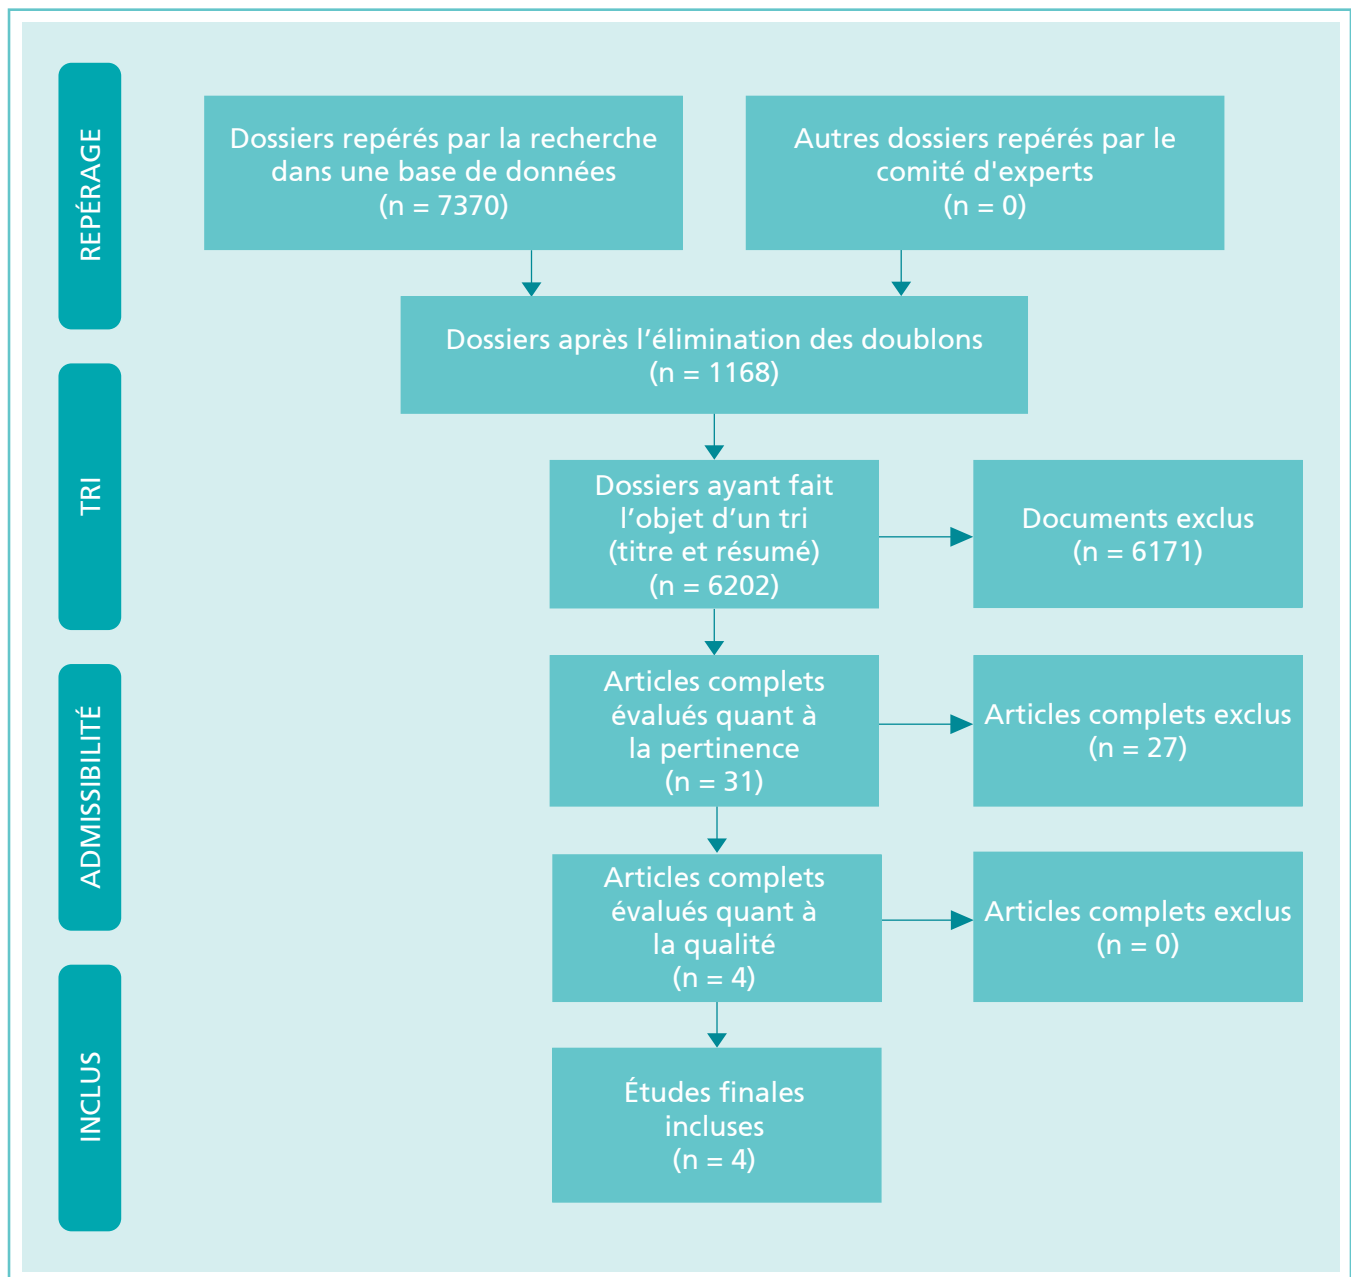 REPÉRAGE
Dossiers repérés par la recherche
dans une base de données
(n = 7370)
Autres dossiers repérés par le
comité d'experts
(n = 0)
Dossiers après l’élimination des doublons
(n = 1168)
TRI
Dossiers ayant fait
l’objet d’un tri
(titre et résumé)
(n = 6202)
Documents exclus
(n = 6171)
ADMISSIBILITÉ
Articles complets
évalués quant à
la pertinence
(n = 31)
Articles complets exclus
(n = 27)
Articles complets
évalués quant à
la qualité
(n = 4)
Articles complets exclus
(n = 0)
INCLUS
Études finales
incluses
(n = 4)